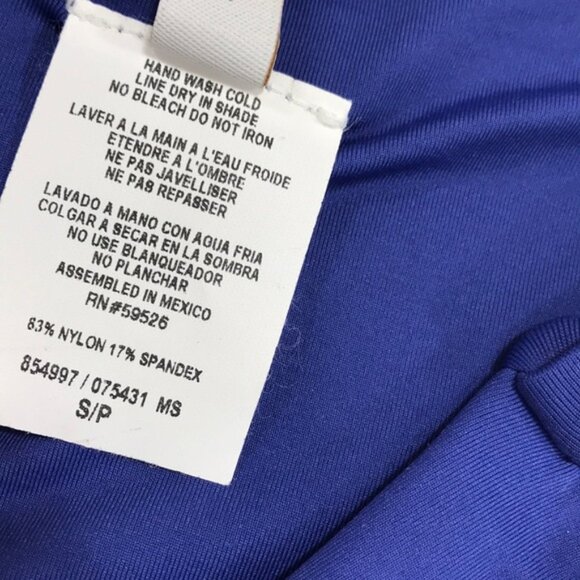 HAND WASH COLD
LINE DRY IN SHADE
NO BLEACH DO NOT IRON
LAVER A LA MAIN A L'EAU FROIDE
ETENDRE A L'OMBRE
NE PAS JAVELLISER
NE PAS REPASSER
LAVADO A MANO CON AGUA FRIA
COLGAR A SECAR EN LA SOMBRA
NO USE BLANQUEADOR
NO PLANCHAR
ASSEMBLED IN MEXICO
RN#59526
83% NYLON 17% SPANDEX
854997 / 075431 MS
S/P